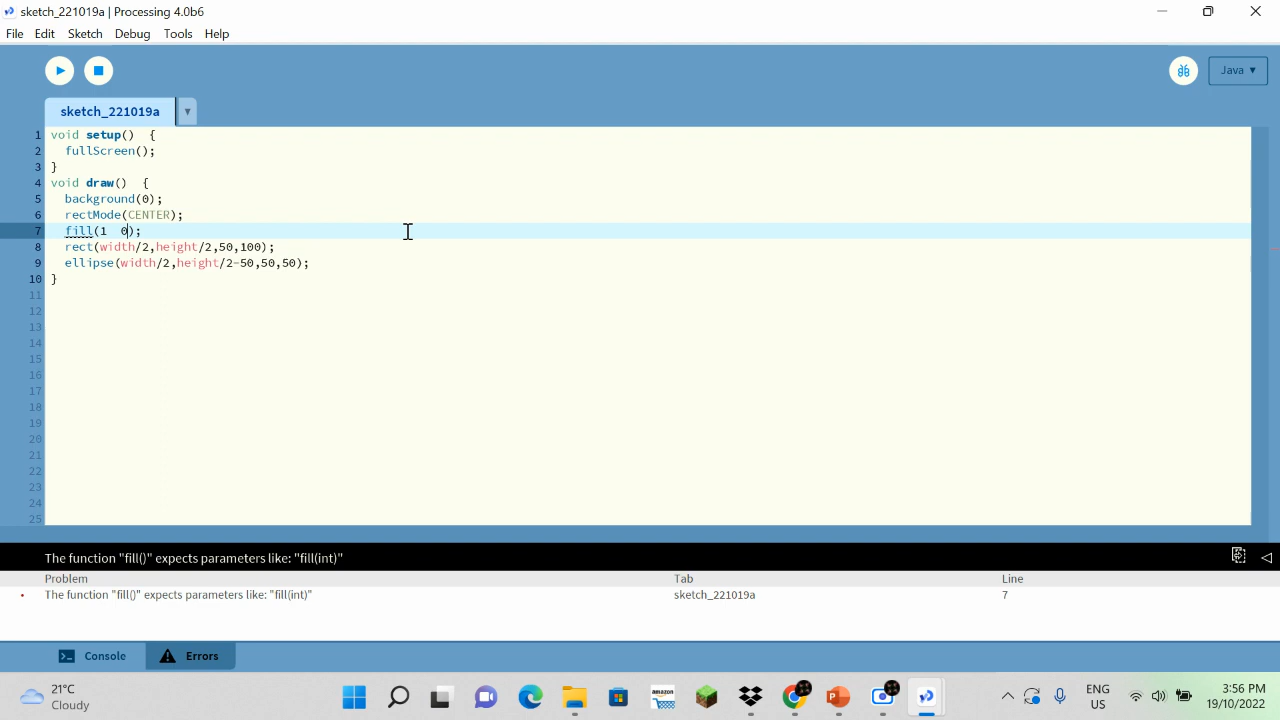 sketch_221019a | Processing 4.0b6
File Edit Sketch Debug Tools Help
Java ▾
sketch_221019a ▾
1 void setup()  {
2   fullScreen();
3 }
4 void draw()  {
5   background(0);
6   rectMode(CENTER);
7   fill(1  0);
8   rect(width/2,height/2,50,100);
9   ellipse(width/2,height/2-50,50,50);
10 }
11
12
13
14
15
16
17
18
19
20
21
22
23
24
25
The function "fill()" expects parameters like: "fill(int)"
Problem Tab Line
The function "fill()" expects parameters like: "fill(int)" sketch_221019a 7
Console Errors
21°C
Cloudy
amazon
ENG
US
3:56 PM
19/10/2022